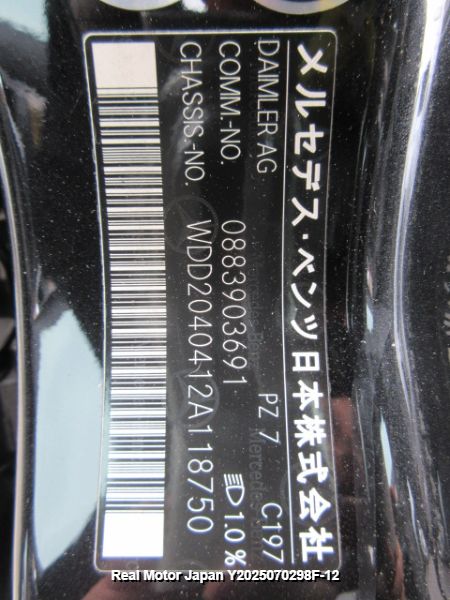 メルセデス・ベンツ日本株式会社
DAIMLER AG PZ 7 C197
COMM.-NO. 0883903691 1.0%
CHASSIS.-NO. WDD2040412A118750
Real Motor Japan Y2025070298F-12